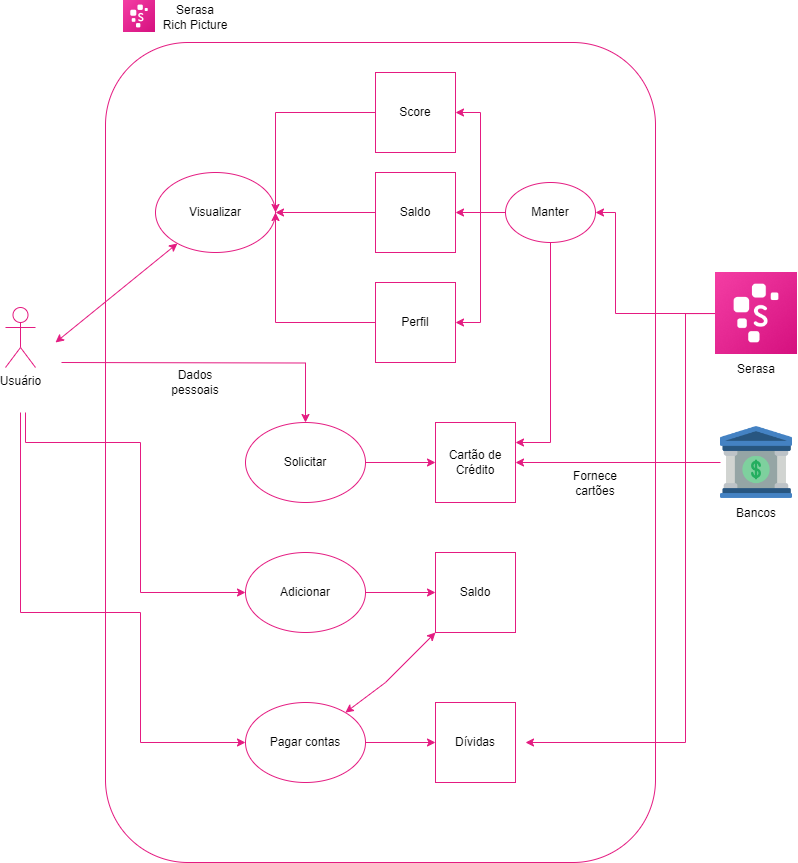 Serasa
Rich Picture
Score
Visualizar
Saldo
Manter
Perfil
Usuário
Serasa
Dados
pessoais
Solicitar
Cartão de
Crédito
Fornece
cartões
Bancos
Adicionar
Saldo
Pagar contas
Dívidas